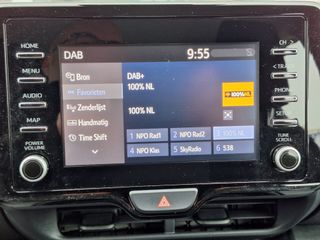 HOME
MENU
AUDIO
MAP
POWER
VOLUME
DAB
9:55
Bron
Favorieten
Zenderlijst
Handmatig
Time Shift
DAB+
100% NL
100% NL
100%NL
1 NPO Rad1
2 NPO Rad2
3 100% NL
4 NPO Klas
5 SkyRadio
6 538
CH >
< TRACK
PHONE
SETUP
TUNE
SCROLL